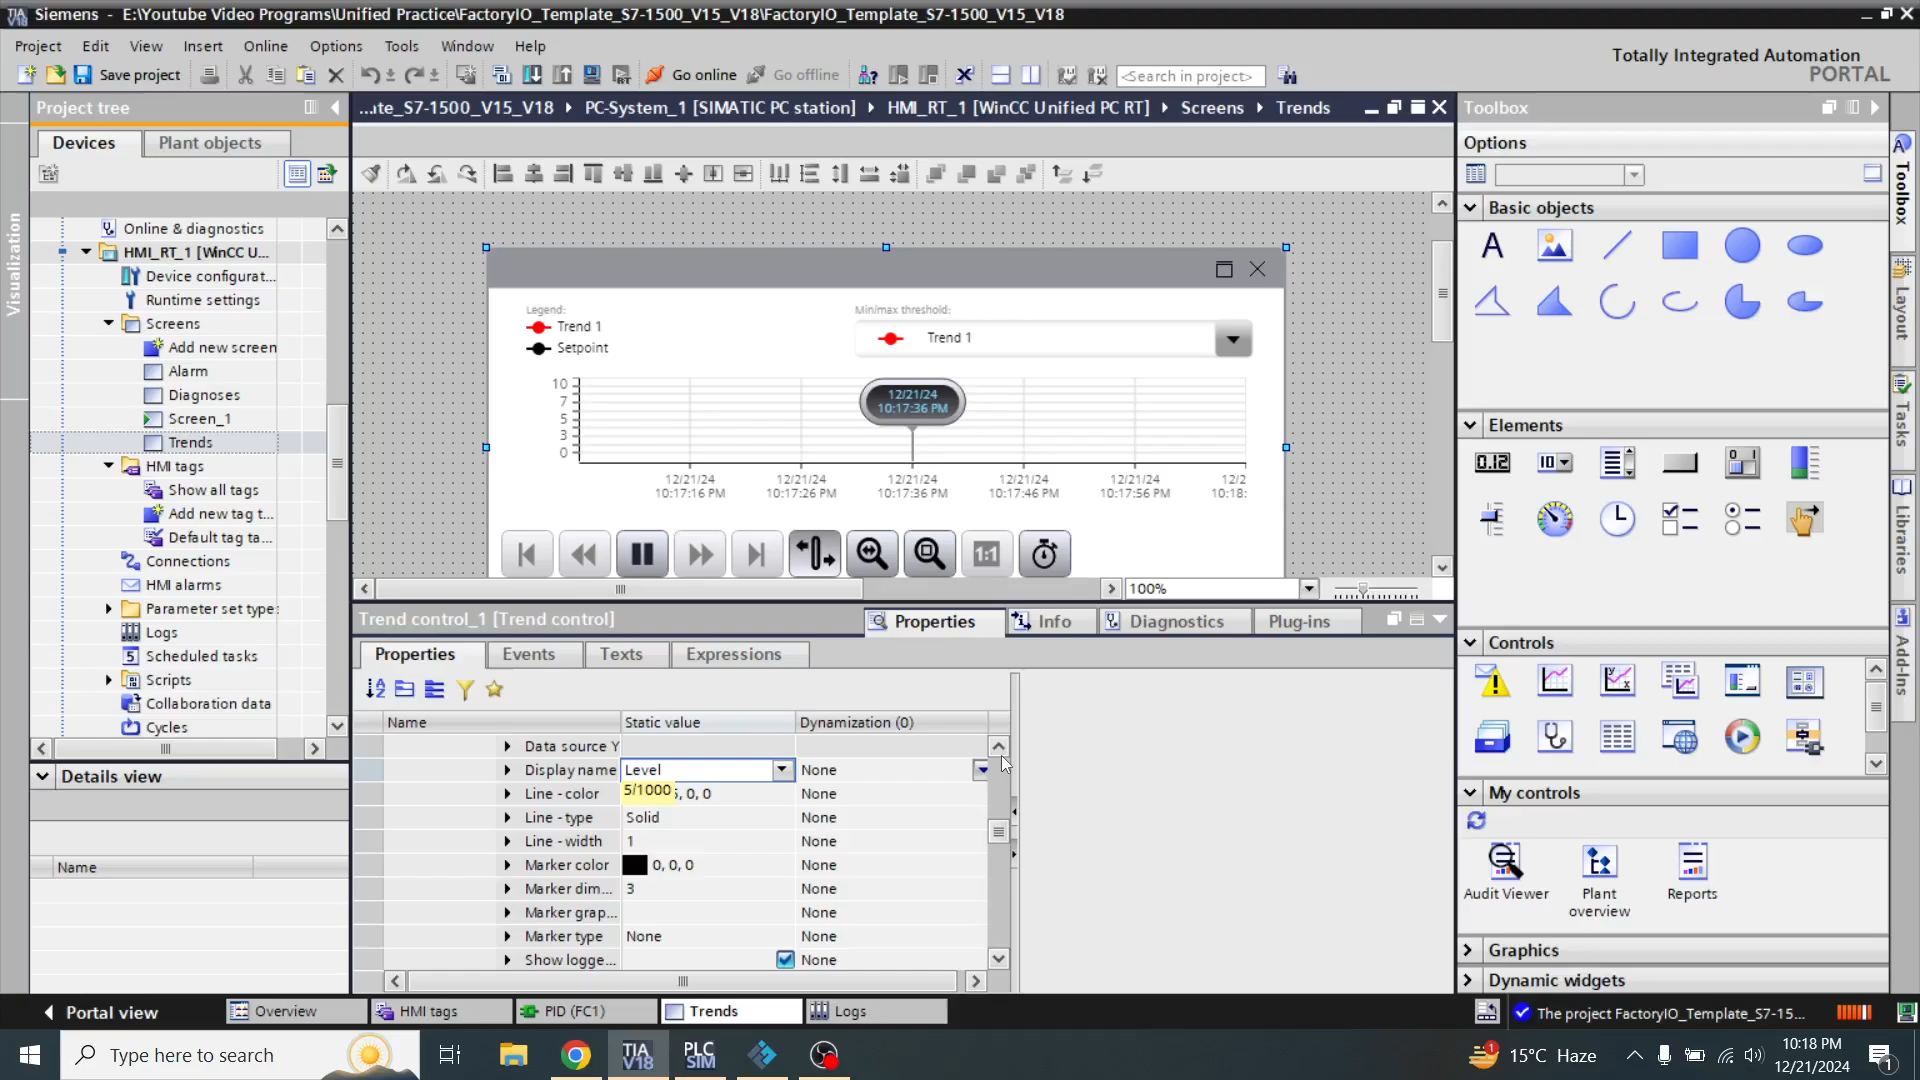 Siemens - E:\Youtube Video Programs\Unified Practice\FactoryIO_Template_S7-1500_V15_V18\FactoryIO_Template_S7-1500_V15_V18
Project Edit View Insert Online Options Tools Window Help
Totally Integrated Automation
PORTAL
Save project
Go online
Go offline
<Search in project>
Project tree
...te_S7-1500_V15_V18 PC-System_1 [SIMATIC PC station] HMI_RT_1 [WinCC Unified PC RT] Screens Trends
Toolbox
Devices
Plant objects
Options
Visualization
Online & diagnostics
HMI_RT_1 [WinCC U...
Device configurat...
Runtime settings
Screens
Add new screen
Alarm
Diagnoses
Screen_1
Trends
HMI tags
Show all tags
Add new tag t...
Default tag ta...
Connections
HMI alarms
Parameter set type
Logs
Scheduled tasks
Scripts
Collaboration data
Cycles
Details view
Name
Legend:
Trend 1
Setpoint
Min/max threshold:
Trend 1
10
7
5
3
0
12/21/24
10:17:36 PM
12/21/24
10:17:16 PM
12/21/24
10:17:26 PM
12/21/24
10:17:36 PM
12/21/24
10:17:46 PM
12/21/24
10:17:56 PM
12/2
10:18:
1:1
100%
Trend control_1 [Trend control]
Properties
Info
Diagnostics
Plug-ins
Properties
Events
Texts
Expressions
Name Static value Dynamization (0)
Data source Y
Display name Level None
5/1000
Line - color 5, 0, 0 None
Line - type Solid None
Line - width 1 None
Marker color 0, 0, 0 None
Marker dim... 3 None
Marker grap... None
Marker type None None
Show logge... None
Basic objects
A
Elements
0.12
10
Controls
My controls
Audit Viewer
Plant
overview
Reports
Graphics
Dynamic widgets
Toolbox
Layout
Tasks
Libraries
Add-Ins
Portal view
Overview
HMI tags
PID (FC1)
Trends
Logs
The project FactoryIO_Template_S7-15...
Type here to search
TIA
V18
PLC
SIM
1
15°C Haze
10:18 PM
12/21/2024
1